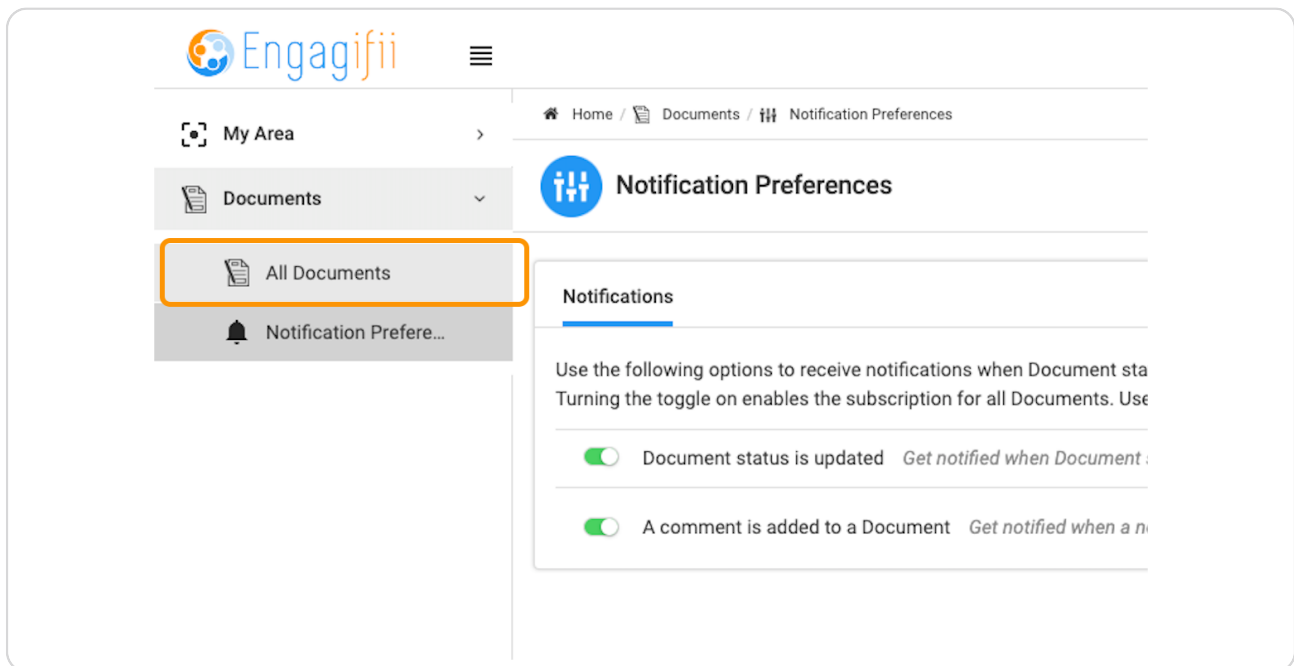 Engagifii
Home / Documents / Notification Preferences
My Area
Documents
All Documents
Notification Prefere...
Notification Preferences
Notifications
Use the following options to receive notifications when Document sta
Turning the toggle on enables the subscription for all Documents. Use
Document status is updated Get notified when Document
A comment is added to a Document Get notified when a n